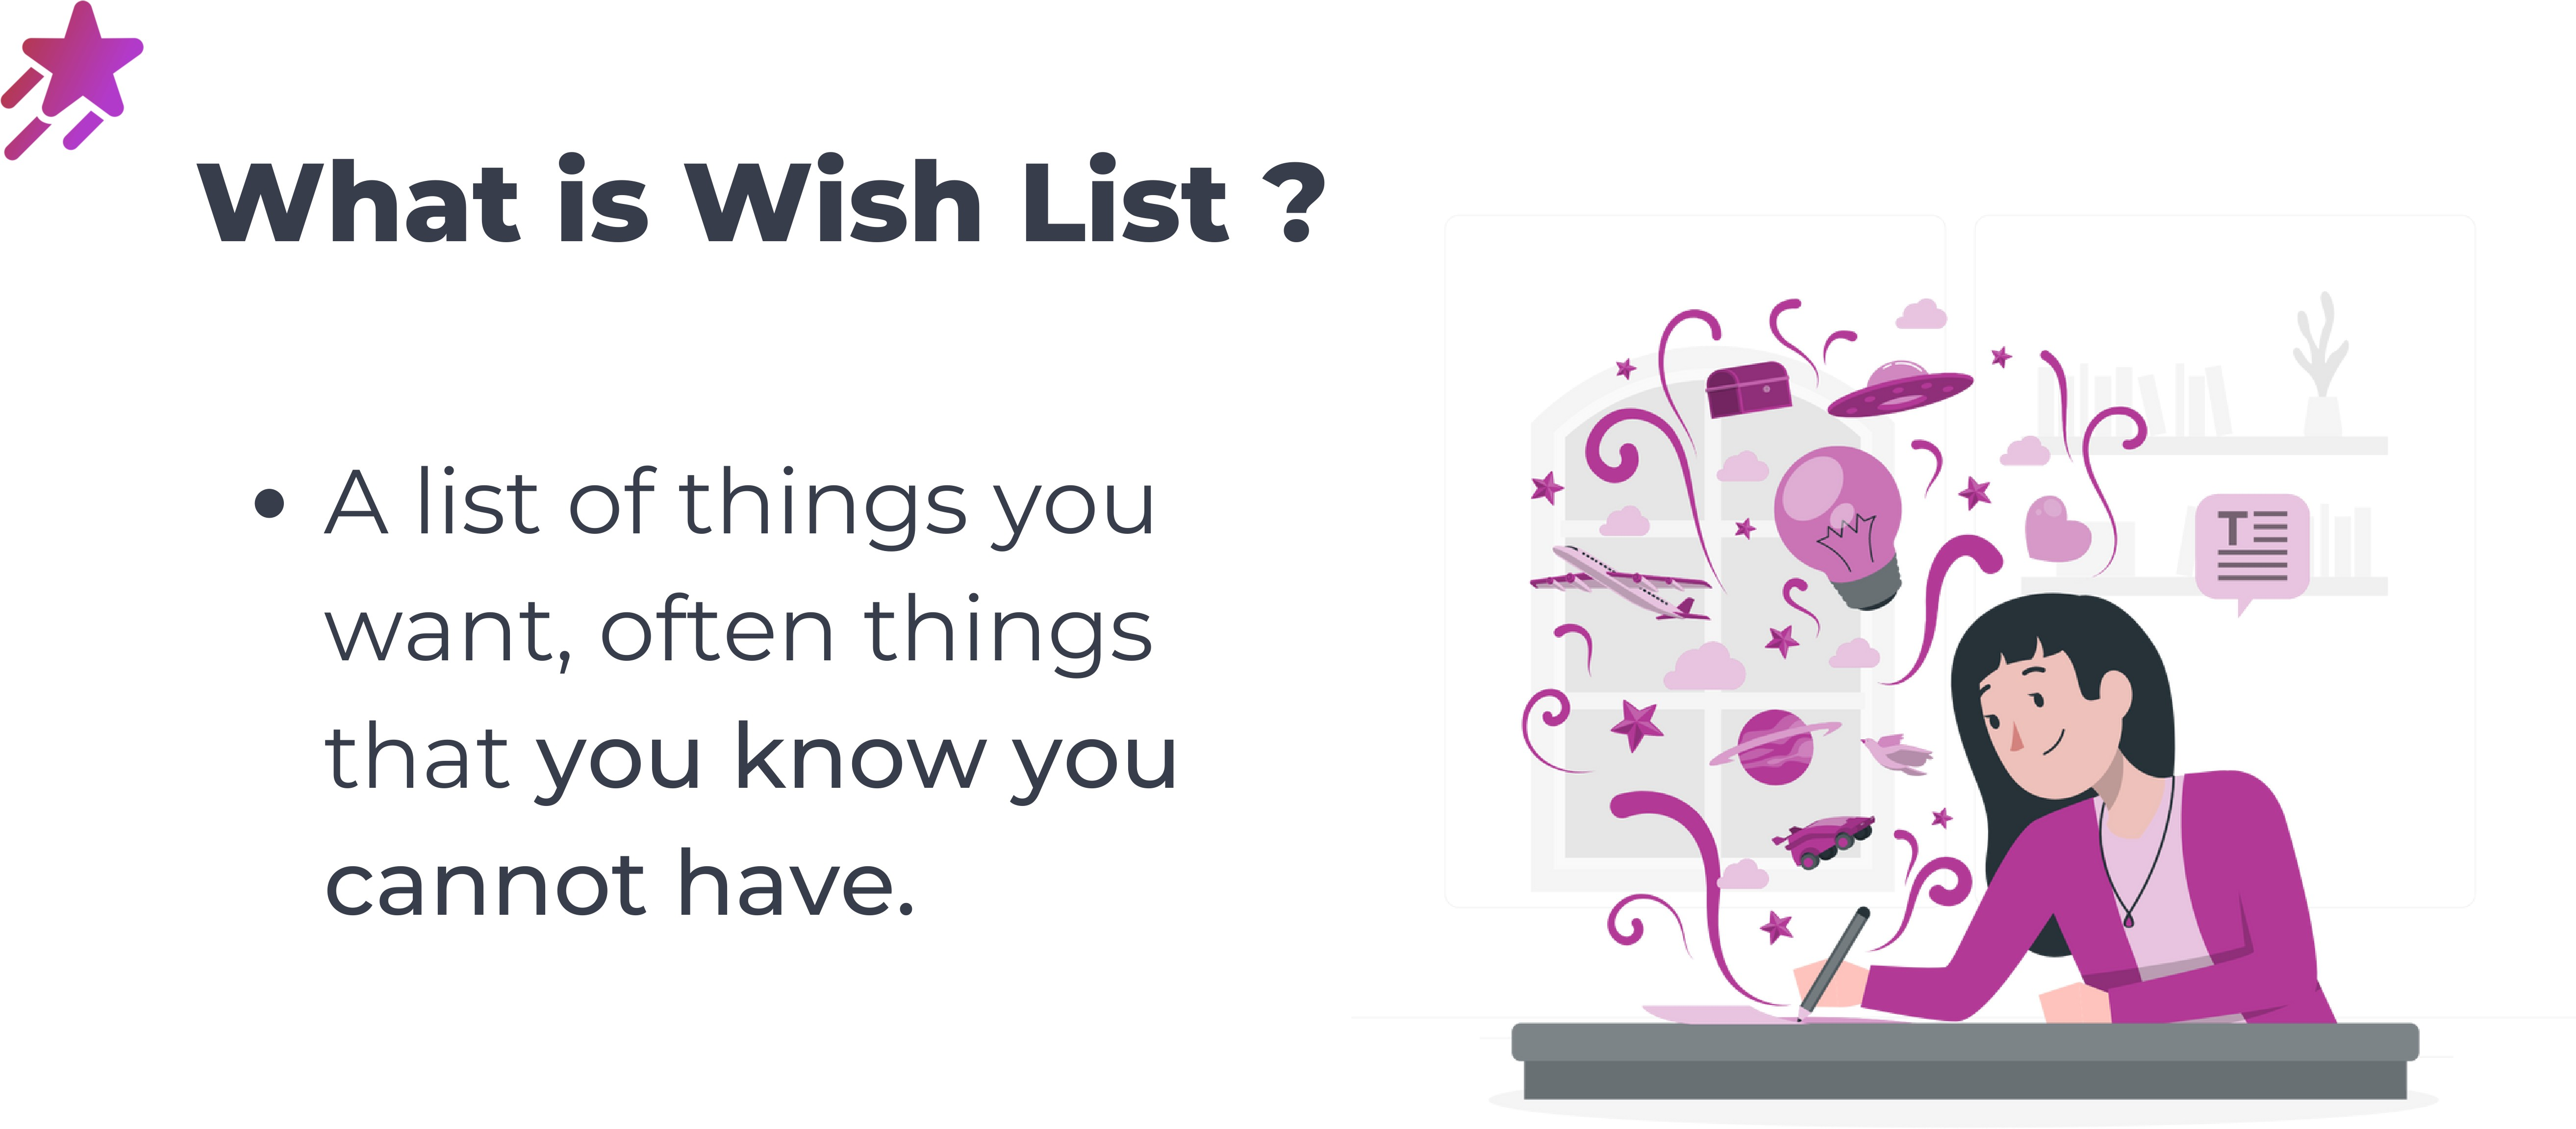 What is Wish List ?
• A list of things you
want, often things
that you know you
cannot have.
T